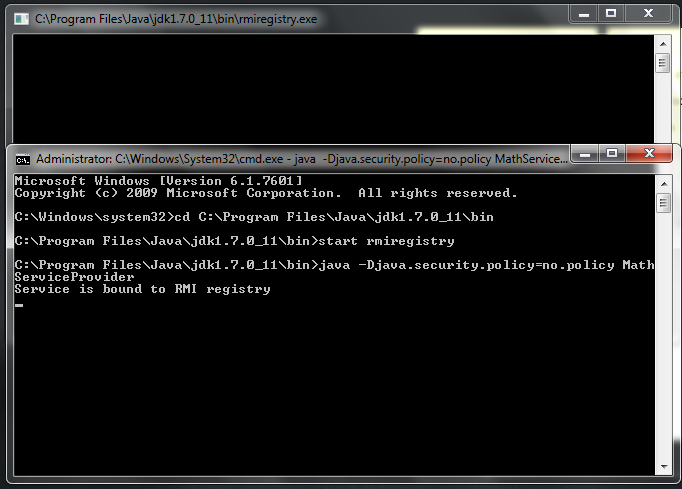 C:\Program Files\Java\jdk1.7.0_11\bin\rmiregistry.exe
Administrator: C:\Windows\System32\cmd.exe - java  -Djava.security.policy=no.policy MathService...
Microsoft Windows [Version 6.1.7601]
Copyright (c) 2009 Microsoft Corporation.  All rights reserved.
C:\Windows\system32>cd C:\Program Files\Java\jdk1.7.0_11\bin
C:\Program Files\Java\jdk1.7.0_11\bin>start rmiregistry
C:\Program Files\Java\jdk1.7.0_11\bin>java -Djava.security.policy=no.policy Math
ServiceProvider
Service is bound to RMI registry